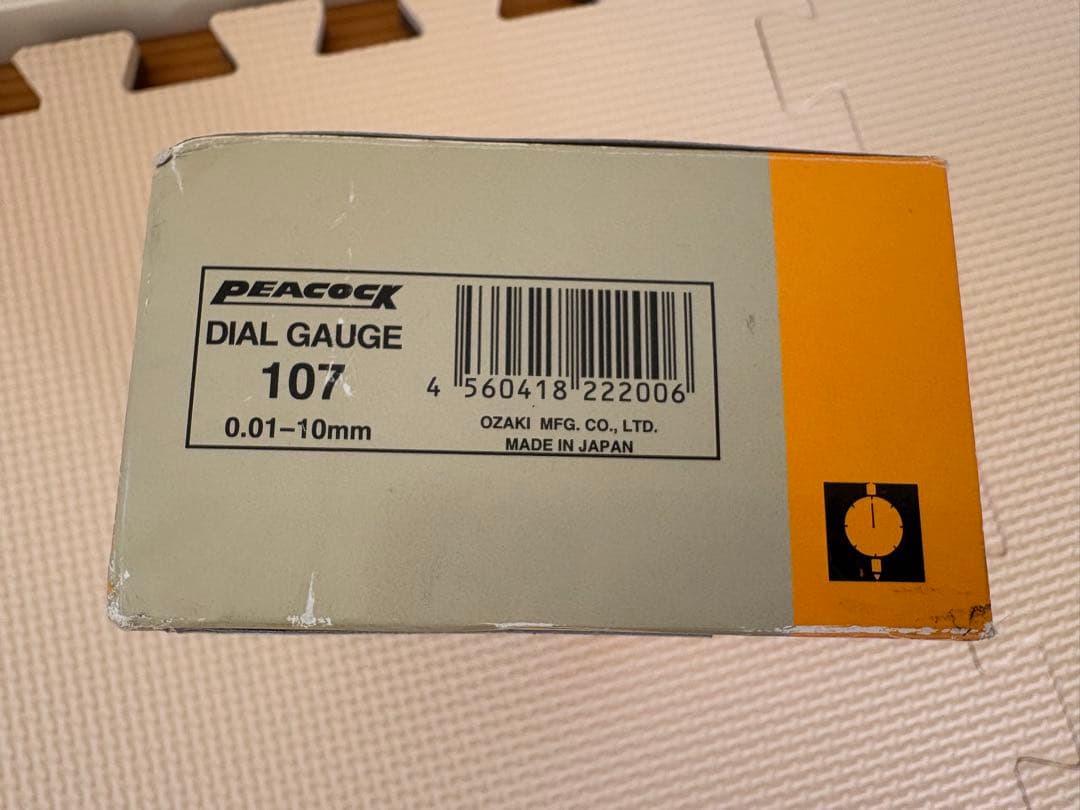 PEACOCK
DIAL GAUGE
107
0.01–10mm
4 560418 222006
OZAKI MFG. CO., LTD.
MADE IN JAPAN